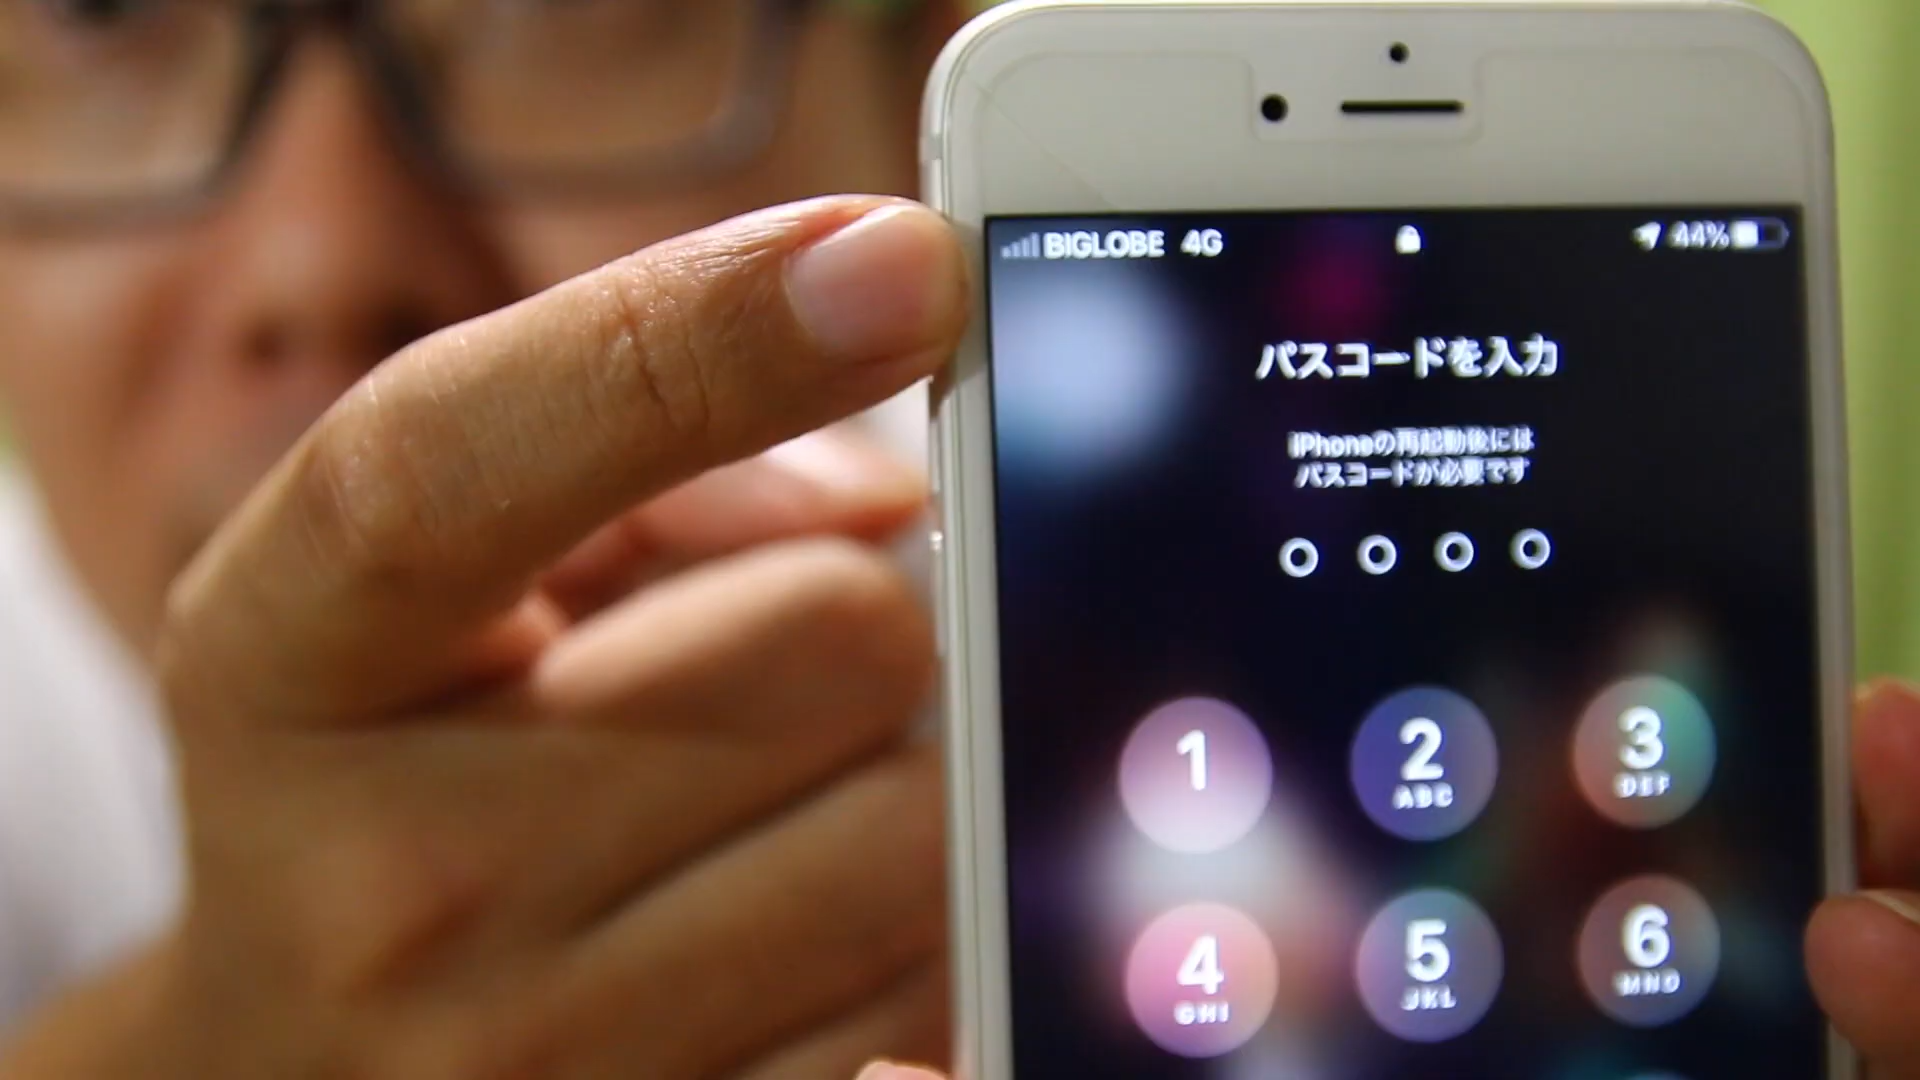 BIGLOBE 4G 44%
パスコードを入力
iPhoneの再起動後には
パスコードが必要です
1 2 3
ABC DEF
4 5 6
GHI JKL MNO